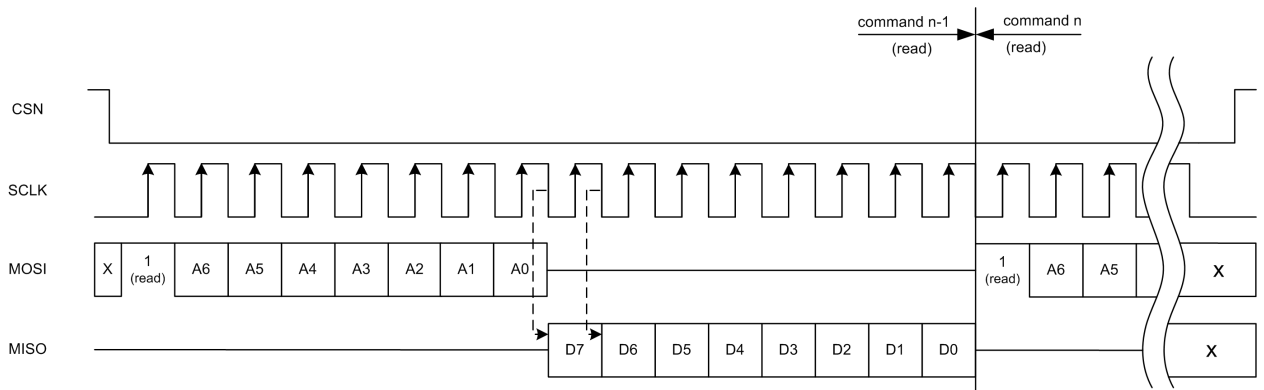 command n-1
command n
(read)
(read)
CSN
SCLK
MOSI
X
1
(read)
A6
A5
A4
A3
A2
A1
A0
1
(read)
A6
A5
X
MISO
D7
D6
D5
D4
D3
D2
D1
D0
X